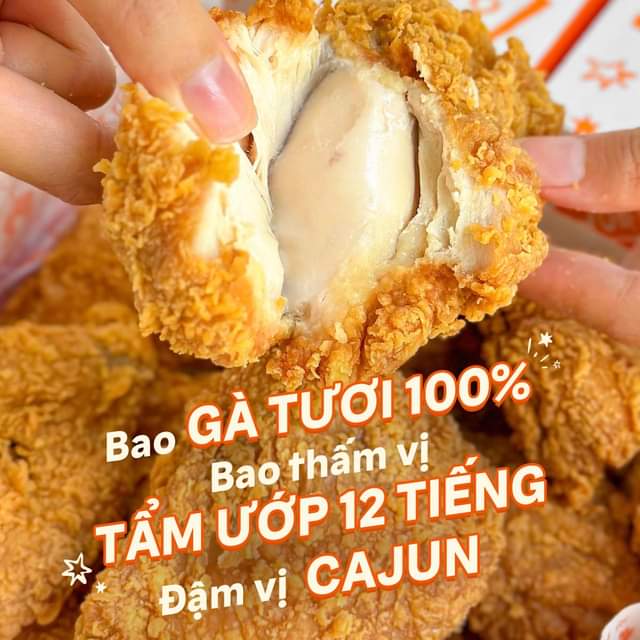 Bao GÀ TƯƠI 100%
Bao thấm vị
TẨM ƯỚP 12 TIẾNG
Đậm vị CAJUN